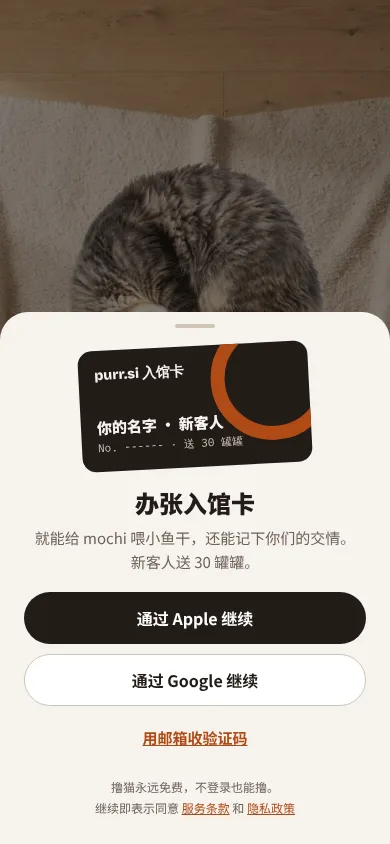 purr.si 入馆卡
你的名字 · 新客人
No. ------ · 送 30 罐罐
办张入馆卡
就能给 mochi 喂小鱼干，还能记下你们的交情。
新客人送 30 罐罐。
通过 Apple 继续
通过 Google 继续
用邮箱收验证码
撸猫永远免费，不登录也能撸。
继续即表示同意 服务条款 和 隐私政策